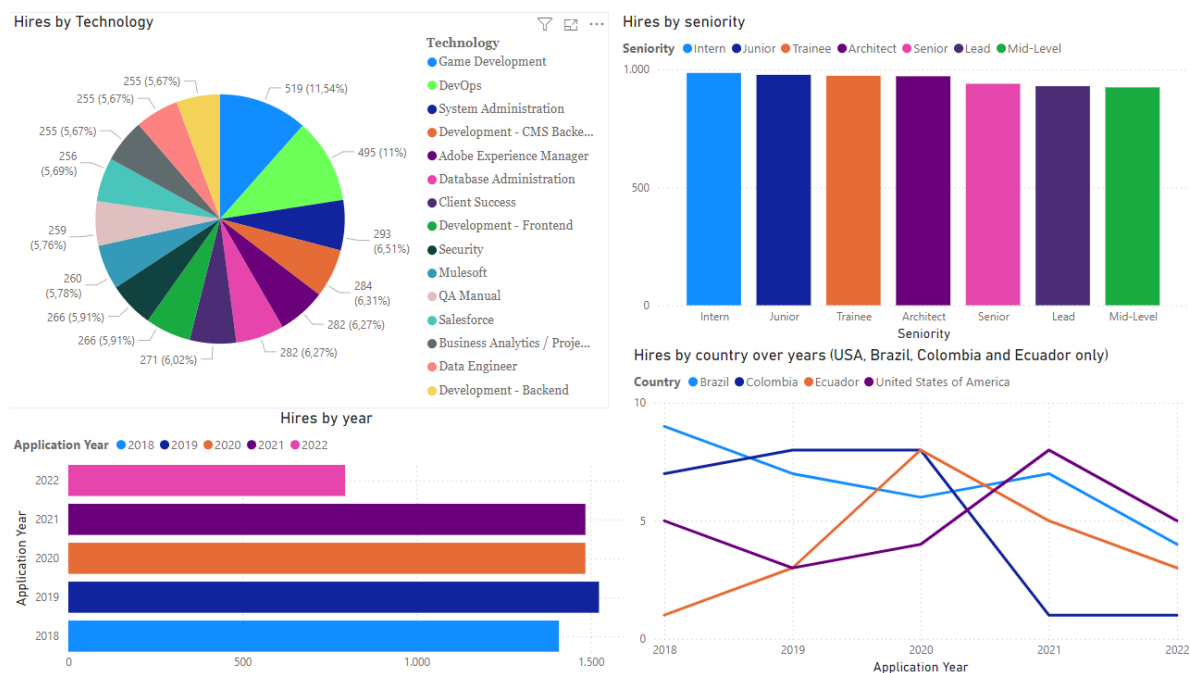 Hires by Technology
519 (11,54%)
495 (11%)
293
(6,51%)
284
(6,31%)
282 (6,27%)
282 (6,27%)
271 (6,02%)
266 (5,91%)
266 (5,91%)
260
(5,78%)
259
(5,76%)
256
(5,69%)
255 (5,67%)
255 (5,67%)
255 (5,67%)
Technology
Game Development
DevOps
System Administration
Development - CMS Backe...
Adobe Experience Manager
Database Administration
Client Success
Development - Frontend
Security
Mulesoft
QA Manual
Salesforce
Business Analytics / Proje...
Data Engineer
Development - Backend
Hires by seniority
Seniority Intern Junior Trainee Architect Senior Lead Mid-Level
1.000
500
0
Intern Junior Trainee Architect Senior Lead Mid-Level
Seniority
Hires by year
Application Year 2018 2019 2020 2021 2022
Application Year
2022
2021
2020
2019
2018
0 500 1.000 1.500
Hires by country over years (USA, Brazil, Colombia and Ecuador only)
Country Brazil Colombia Ecuador United States of America
10
5
0
2018 2019 2020 2021 2022
Application Year